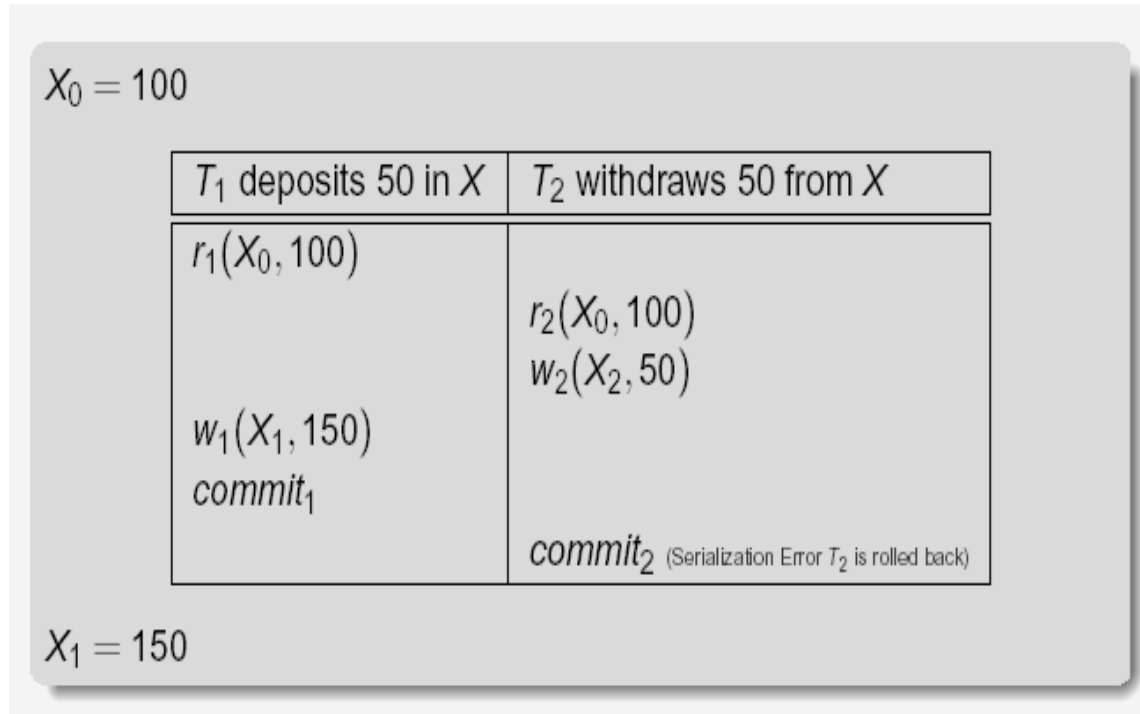 X₀ = 100
T₁ deposits 50 in X T₂ withdraws 50 from X
r₁(X₀, 100)
r₂(X₀, 100)
w₂(X₂, 50)
w₁(X₁, 150)
commit₁
commit₂ (Serialization Error T₂ is rolled back)
X₁ = 150